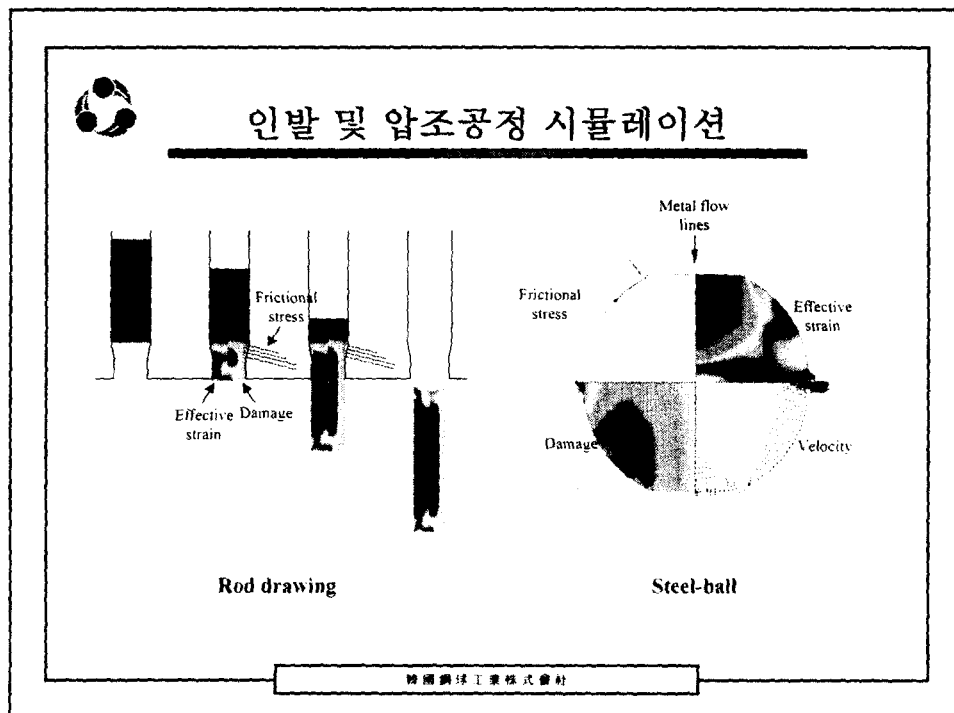 인발 및 압조공정 시뮬레이션
Metal flow
lines
Frictional
stress
Effective
strain
Damage
Frictional
stress
Effective
strain
Damage
Velocity
Rod drawing
Steel-ball
韓國鋼球工業株式會社